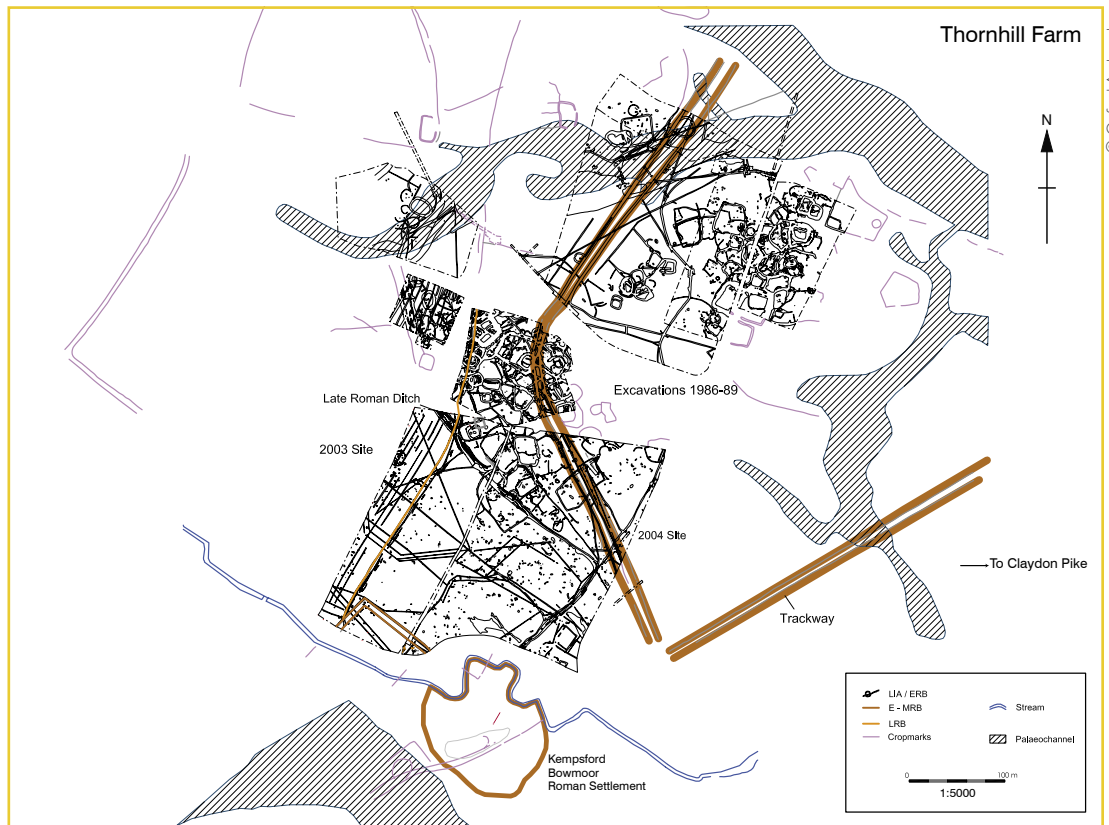 Thornhill Farm
N
Excavations 1986-89
Late Roman Ditch
2003 Site
2004 Site
To Claydon Pike
Trackway
Kempsford
Bowmoor
Roman Settlement
LIA / ERB
E - MRB
LRB
Cropmarks
Stream
Palaeochannel
0 100 m
1:5000